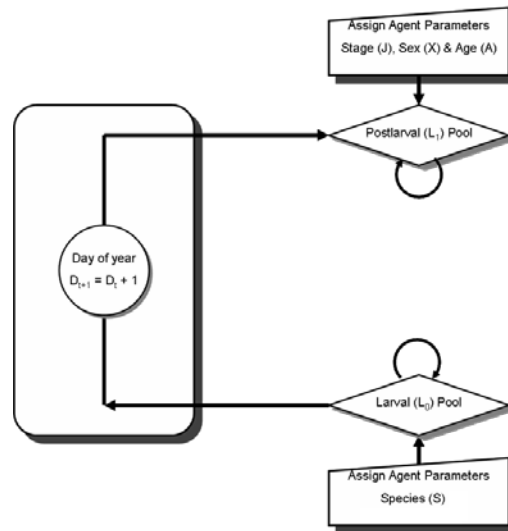 Assign Agent Parameters
Stage (J), Sex (X) & Age (A)
Postlarval (L₁) Pool
Day of year
Dₜ₊₁ = Dₜ + 1
Larval (L₀) Pool
Assign Agent Parameters
Species (S)